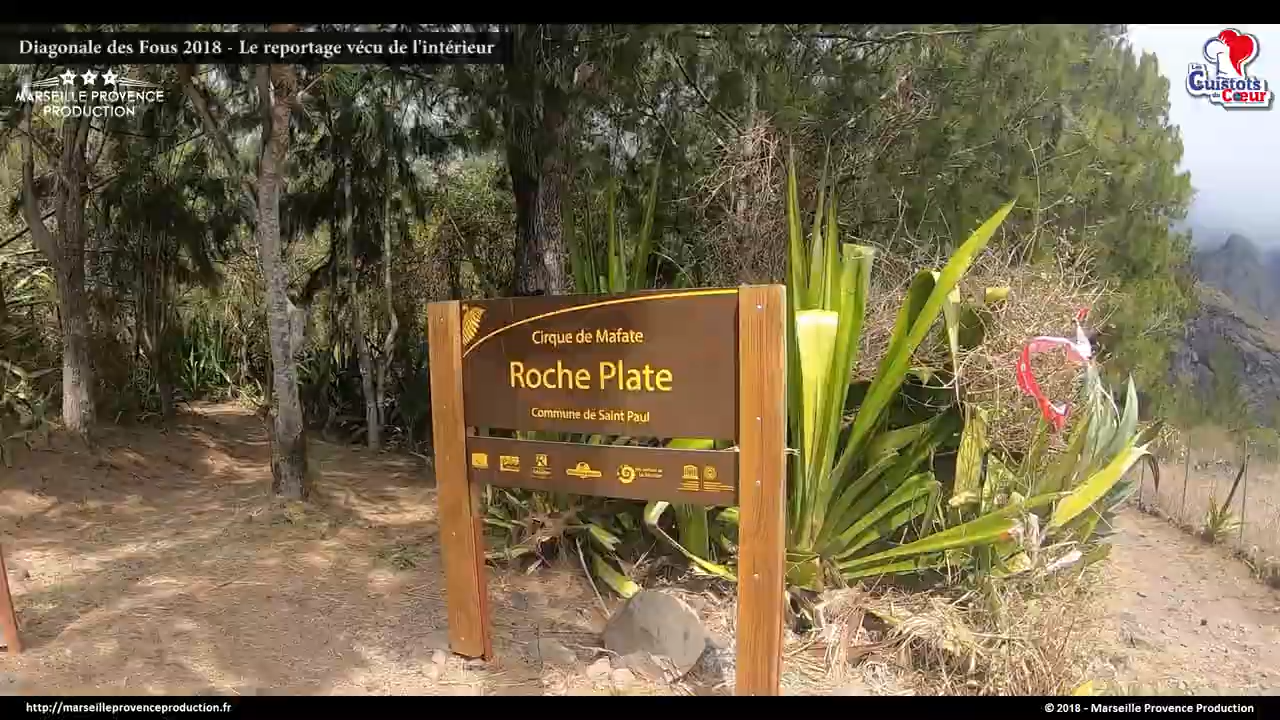 Diagonale des Fous 2018 - Le reportage vécu de l'intérieur
MARSEILLE PROVENCE
PRODUCTION
Les
Cuistots
du Cœur
Cirque de Mafate
Roche Plate
Commune de Saint Paul
http://marseilleprovenceproduction.fr
© 2018 - Marseille Provence Production